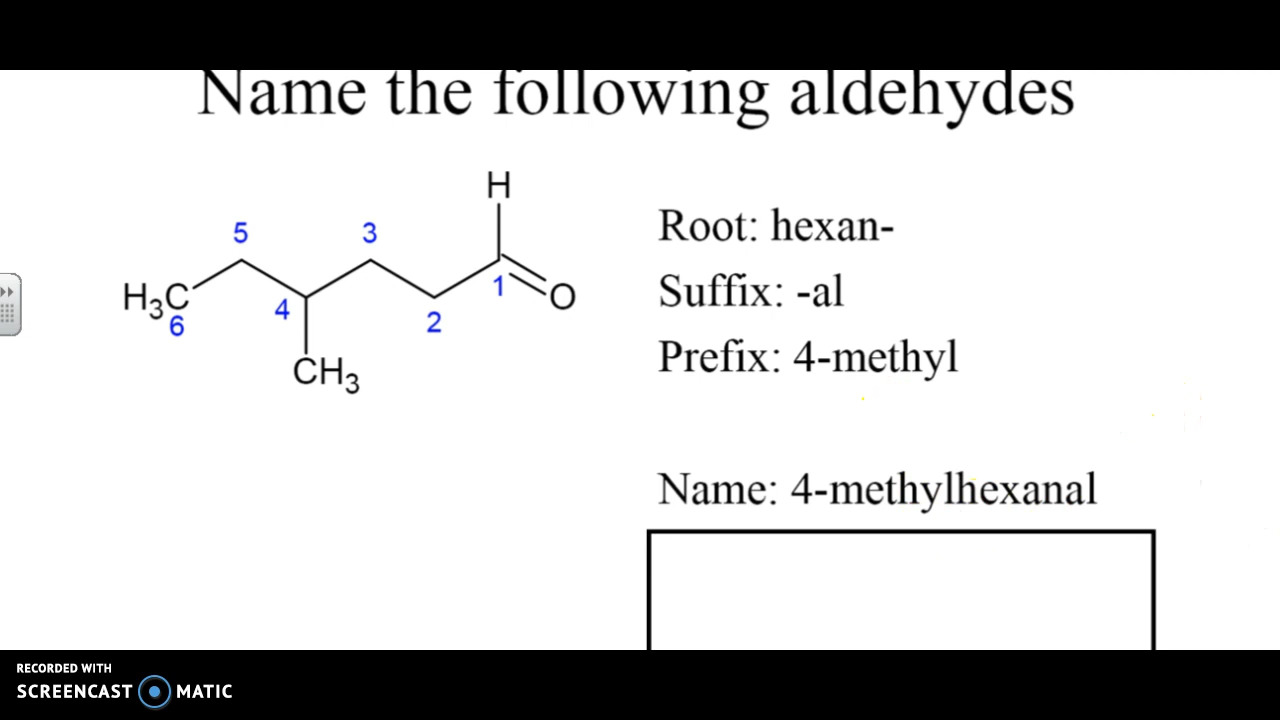 Name the following aldehydes
H
5
3
Root: hexan-
H3C
6
4
2
1
O
Suffix: -al
CH3
Prefix: 4-methyl
Name: 4-methylhexanal
RECORDED WITH
SCREENCAST MATIC